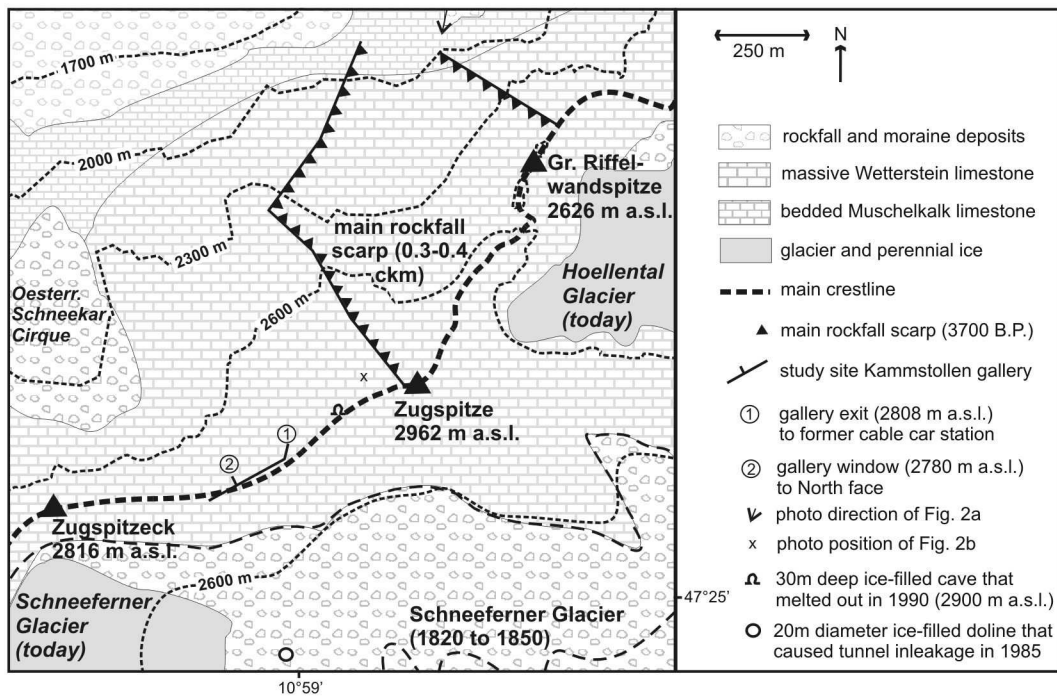 1700 m
2000 m
2300 m
2600 m
Gr. Riffel-
wandspitze
2626 m a.s.l.
main rockfall
scarp (0.3-0.4
ckm)
Hoellental
Glacier
(today)
Oesterr.
Schneekar
Cirque
x
Zugspitze
2962 m a.s.l.
1
2
Zugspitzeck
2816 m a.s.l.
2600 m
Schneeferner
Glacier
(today)
Schneeferner Glacier
(1820 to 1850)
47°25'
10°59'
250 m
N
rockfall and moraine deposits
massive Wetterstein limestone
bedded Muschelkalk limestone
glacier and perennial ice
main crestline
main rockfall scarp (3700 B.P.)
study site Kammstollen gallery
1 gallery exit (2808 m a.s.l.)
to former cable car station
2 gallery window (2780 m a.s.l.)
to North face
photo direction of Fig. 2a
x photo position of Fig. 2b
30m deep ice-filled cave that
melted out in 1990 (2900 m a.s.l.)
20m diameter ice-filled doline that
caused tunnel inleakage in 1985